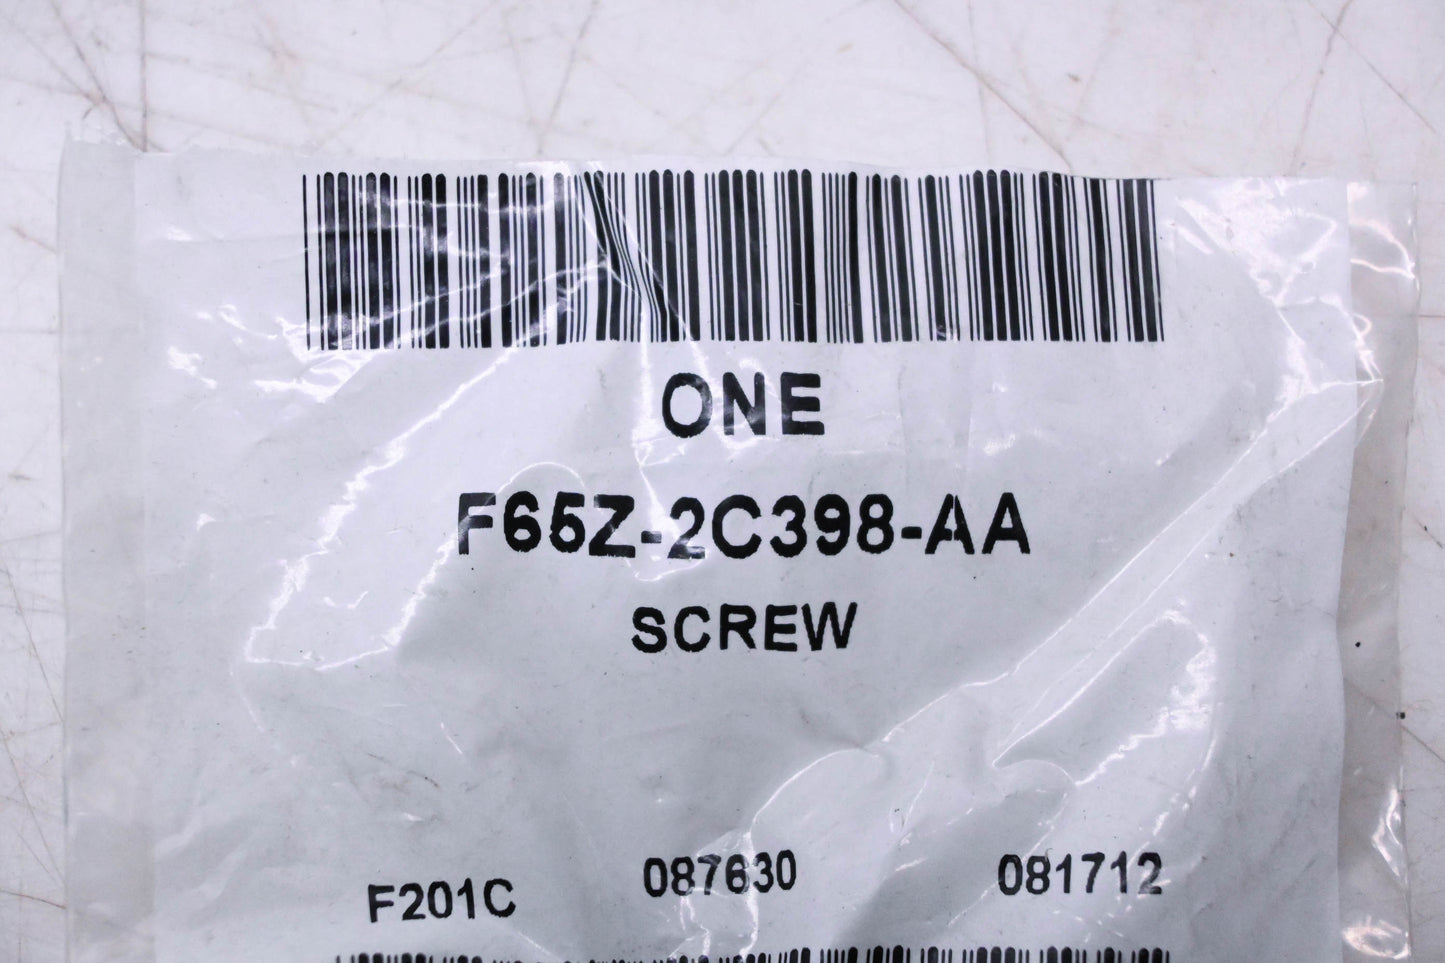 ONE
F65Z-2C398-AA
SCREW
F201C 087630 081712